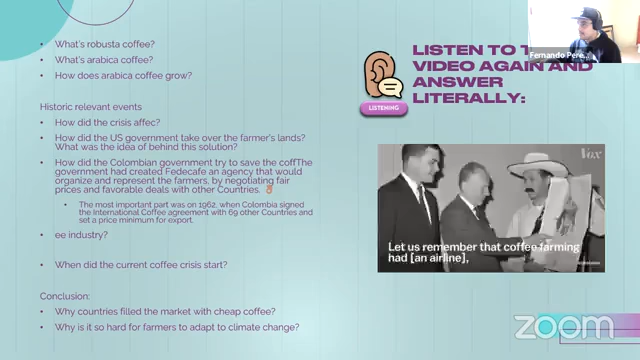 What's robusta coffee?
What's arabica coffee?
How does arabica coffee grow?
Historic relevant events
How did the crisis affec?
How did the US government take over the farmer's lands?
What was the idea of behind this solution?
How did the Colombian government try to save the coffThe
government had created Fedecafe an agency that would
organize and represent the farmers, by negotiating fair
prices and favorable deals with other Countries.
The most important part was on 1962, when Colombia signed
the International Coffee agreement with 69 other Countries and
set a price minimum for export.
ee industry?
When did the current coffee crisis start?
Conclusion:
Why countries filled the market with cheap coffee?
Why is it so hard for farmers to adapt to climate change?
LISTENING
LISTEN TO T
VIDEO AGAIN AND
ANSWER
LITERALLY:
Fernando Pere...
Vox
Let us remember that coffee farming
had [an airline],
zoom